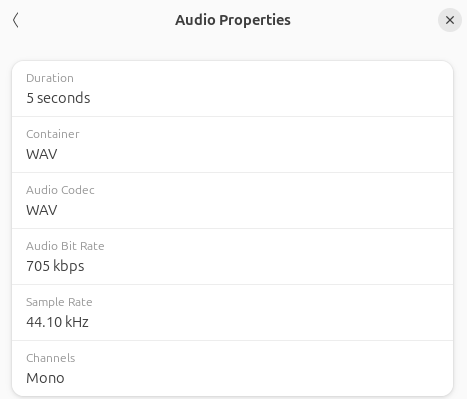 Audio Properties
Duration
5 seconds
Container
WAV
Audio Codec
WAV
Audio Bit Rate
705 kbps
Sample Rate
44.10 kHz
Channels
Mono